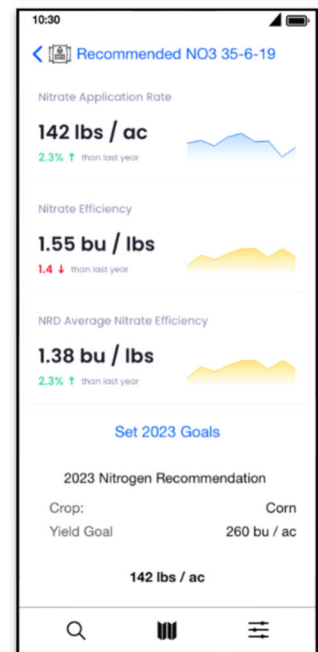 10:30
Recommended NO3 35-6-19
Nitrate Application Rate
142 lbs / ac
2.3% ↑ than last year
Nitrate Efficiency
1.55 bu / lbs
1.4 ↓ than last year
NRD Average Nitrate Efficiency
1.38 bu / lbs
2.3% ↑ than last year
Set 2023 Goals
2023 Nitrogen Recommendation
Crop: Corn
Yield Goal 260 bu / ac
142 lbs / ac